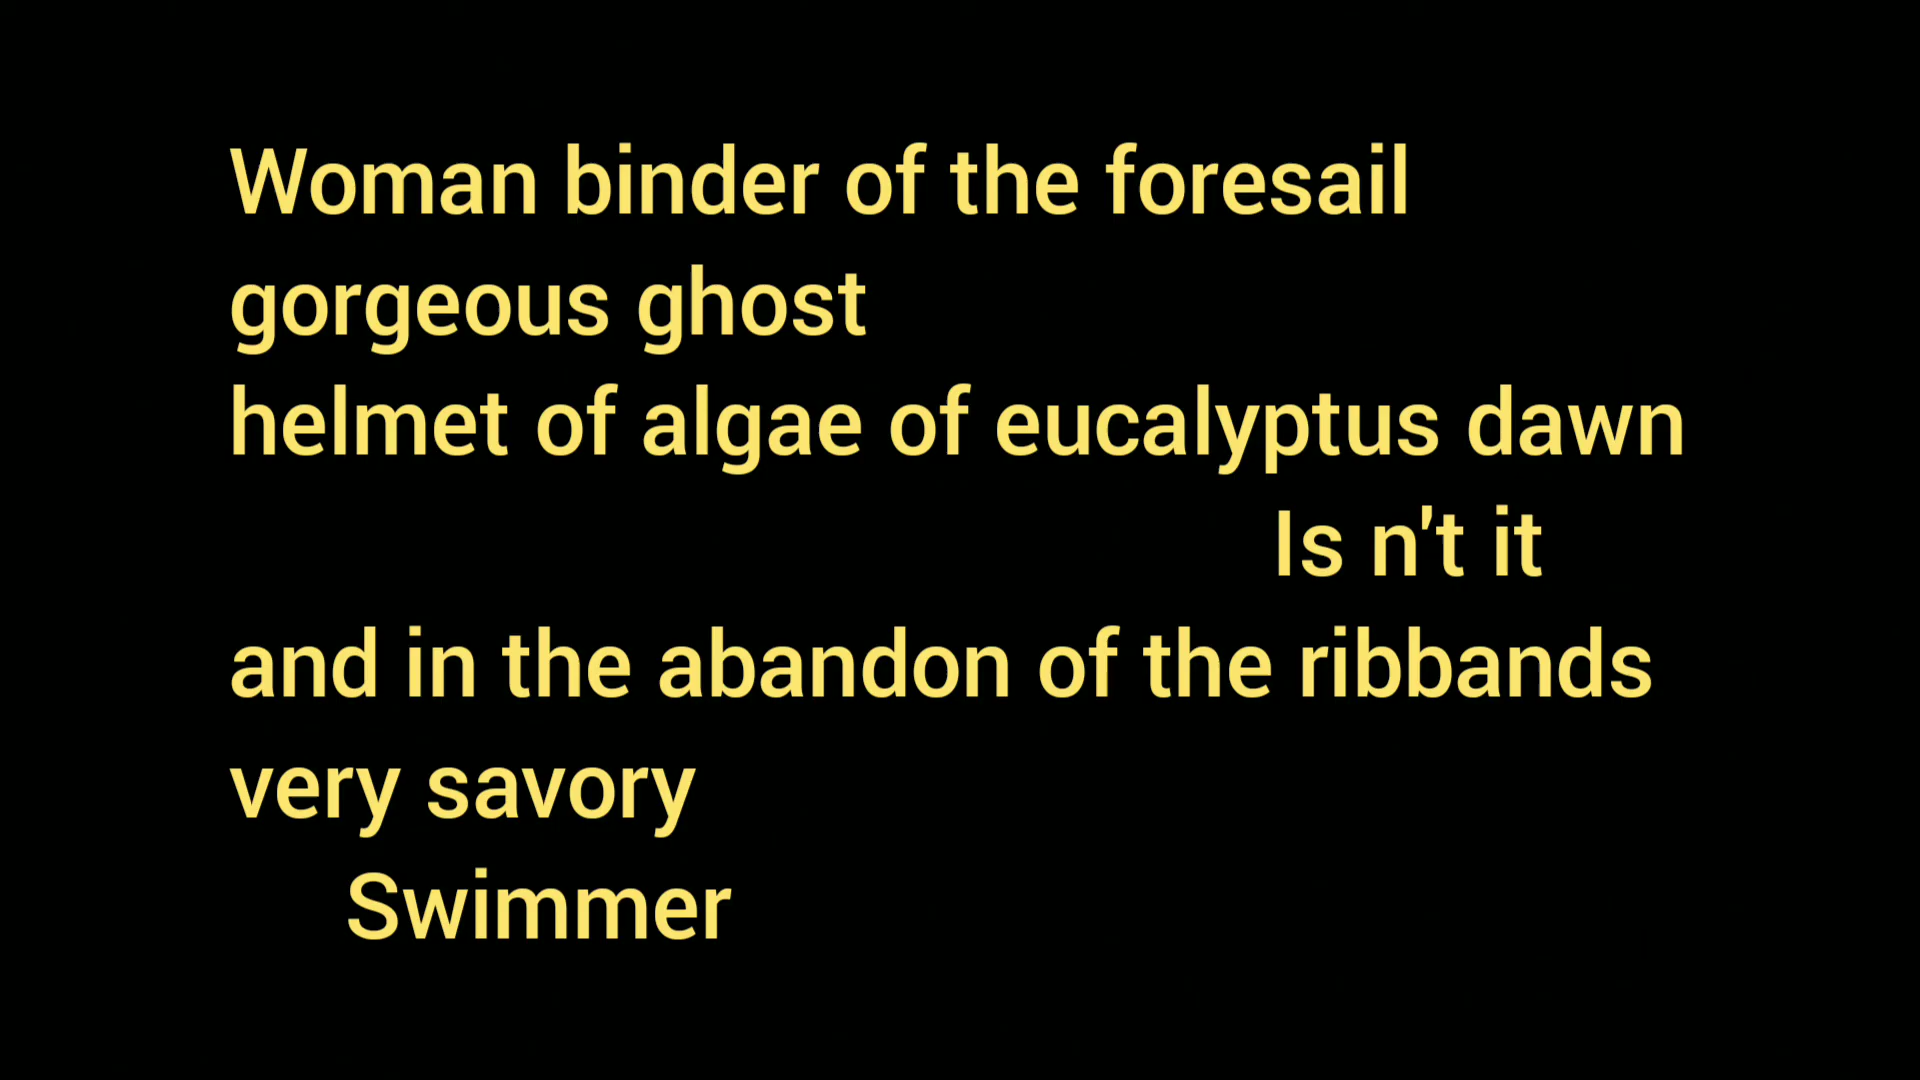 Woman binder of the foresail
gorgeous ghost
helmet of algae of eucalyptus dawn
Is n't it
and in the abandon of the ribbands
very savory
Swimmer